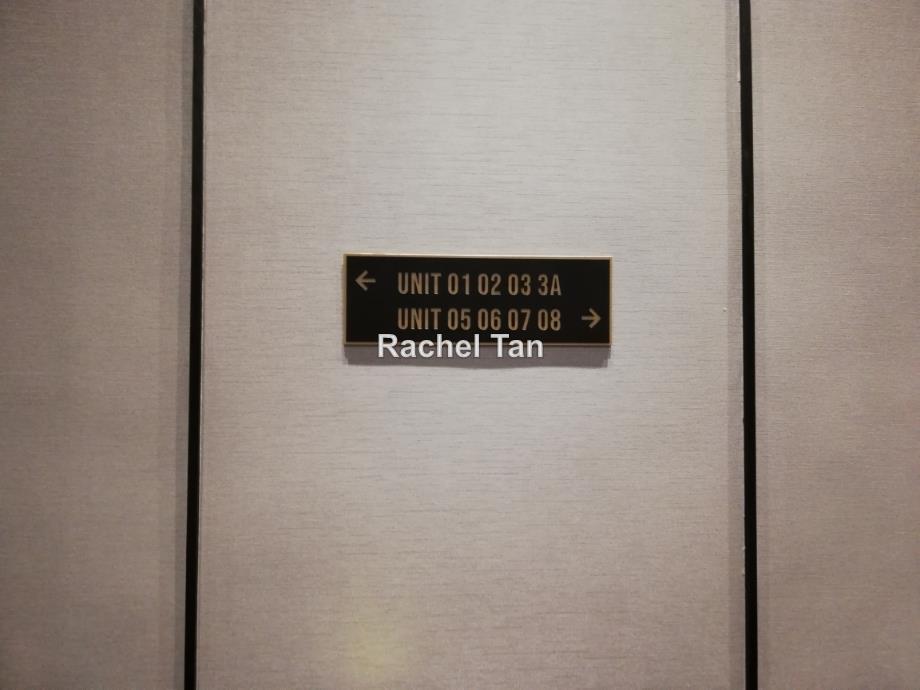 ← UNIT 01 02 03 3A
UNIT 05 06 07 08 →
Rachel Tan